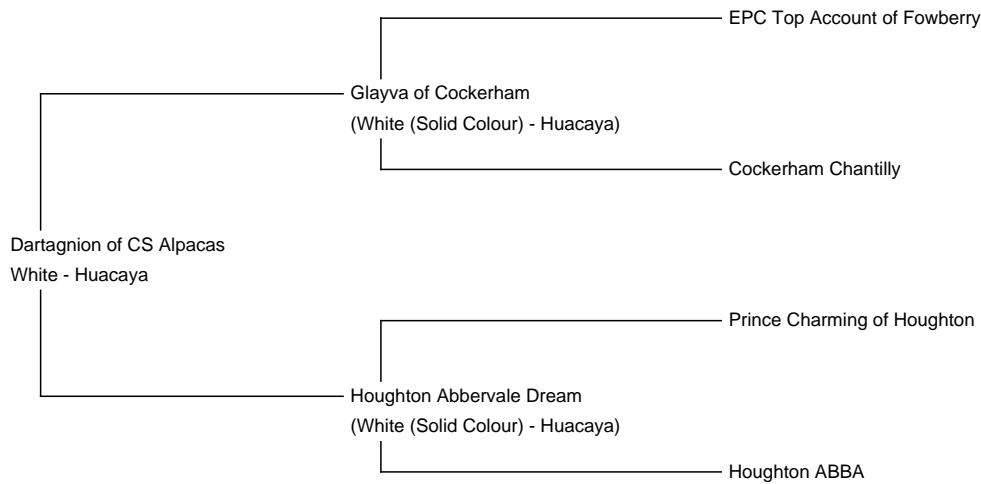 EPC Top Account of Fowberry
Glayva of Cockerham
(White (Solid Colour) - Huacaya)
Cockerham Chantilly
Dartagnion of CS Alpacas
White - Huacaya
Prince Charming of Houghton
Houghton Abbervale Dream
(White (Solid Colour) - Huacaya)
Houghton ABBA